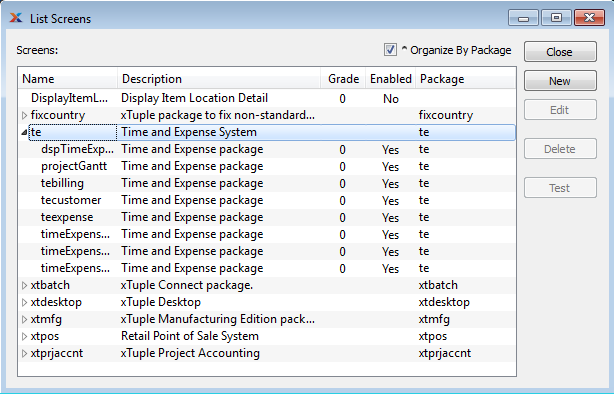 List Screens
Screens: ^ Organize By Package
Close
New
Edit
Delete
Test
Name Description Grade Enabled Package
DisplayItemL... Display Item Location Detail 0 No
fixcountry xTuple package to fix non-standard... fixcountry
te Time and Expense System te
dspTimeExp... Time and Expense package 0 Yes te
projectGantt Time and Expense package 0 Yes te
tebilling Time and Expense package 0 Yes te
tecustomer Time and Expense package 0 Yes te
teexpense Time and Expense package 0 Yes te
timeExpens... Time and Expense package 0 Yes te
timeExpens... Time and Expense package 0 Yes te
timeExpens... Time and Expense package 0 Yes te
xtbatch xTuple Connect package. xtbatch
xtdesktop xTuple Desktop xtdesktop
xtmfg xTuple Manufacturing Edition pack... xtmfg
xtpos Retail Point of Sale System xtpos
xtprjaccnt xTuple Project Accounting xtprjaccnt